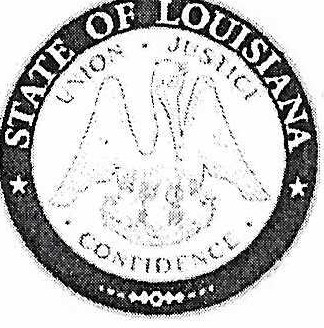 STATE OF LOUISIANA
UNION · JUSTICE
· CONFIDENCE ·